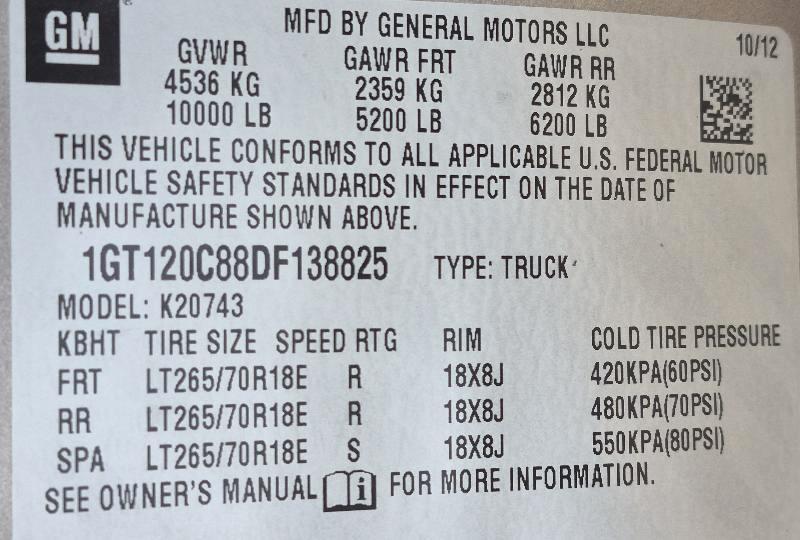 GM
MFD BY GENERAL MOTORS LLC
10/12
GVWR GAWR FRT GAWR RR
4536 KG 2359 KG 2812 KG
10000 LB 5200 LB 6200 LB
THIS VEHICLE CONFORMS TO ALL APPLICABLE U.S. FEDERAL MOTOR
VEHICLE SAFETY STANDARDS IN EFFECT ON THE DATE OF
MANUFACTURE SHOWN ABOVE.
1GT120C88DF138825 TYPE: TRUCK
MODEL: K20743
KBHT TIRE SIZE SPEED RTG RIM COLD TIRE PRESSURE
FRT LT265/70R18E R 18X8J 420KPA(60PSI)
RR LT265/70R18E R 18X8J 480KPA(70PSI)
SPA LT265/70R18E S 18X8J 550KPA(80PSI)
SEE OWNER'S MANUAL i FOR MORE INFORMATION.